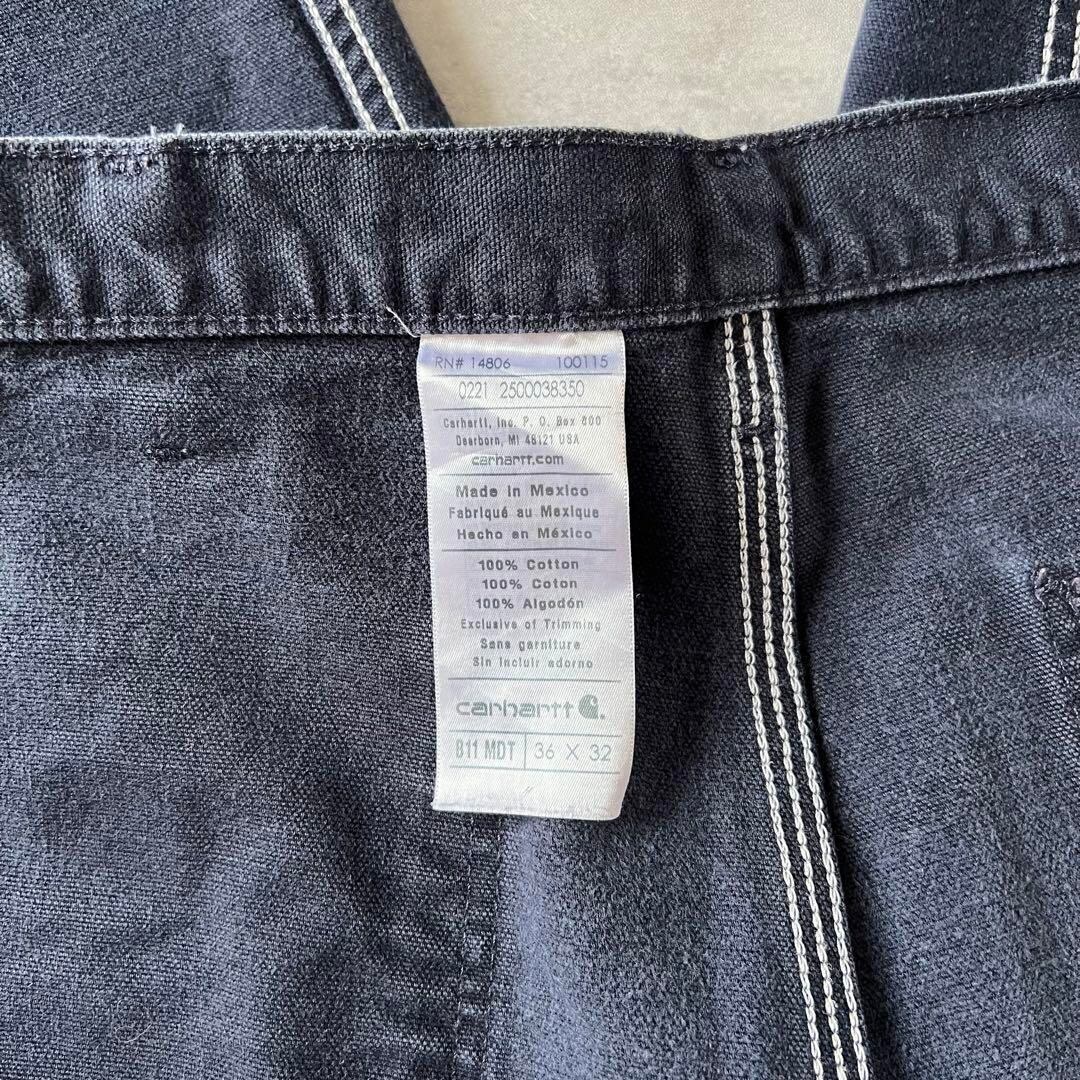 RN# 14806 100115
0221 2500038350
Carhartt, Inc. P. O. Box 600
Dearborn, MI 48121 USA
carhartt.com
Made in Mexico
Fabriqué au Mexique
Hecho en México
100% Cotton
100% Coton
100% Algodón
Exclusive of Trimming
Sans garniture
Sin incluir adorno
carhartt
B11 MDT 36 X 32